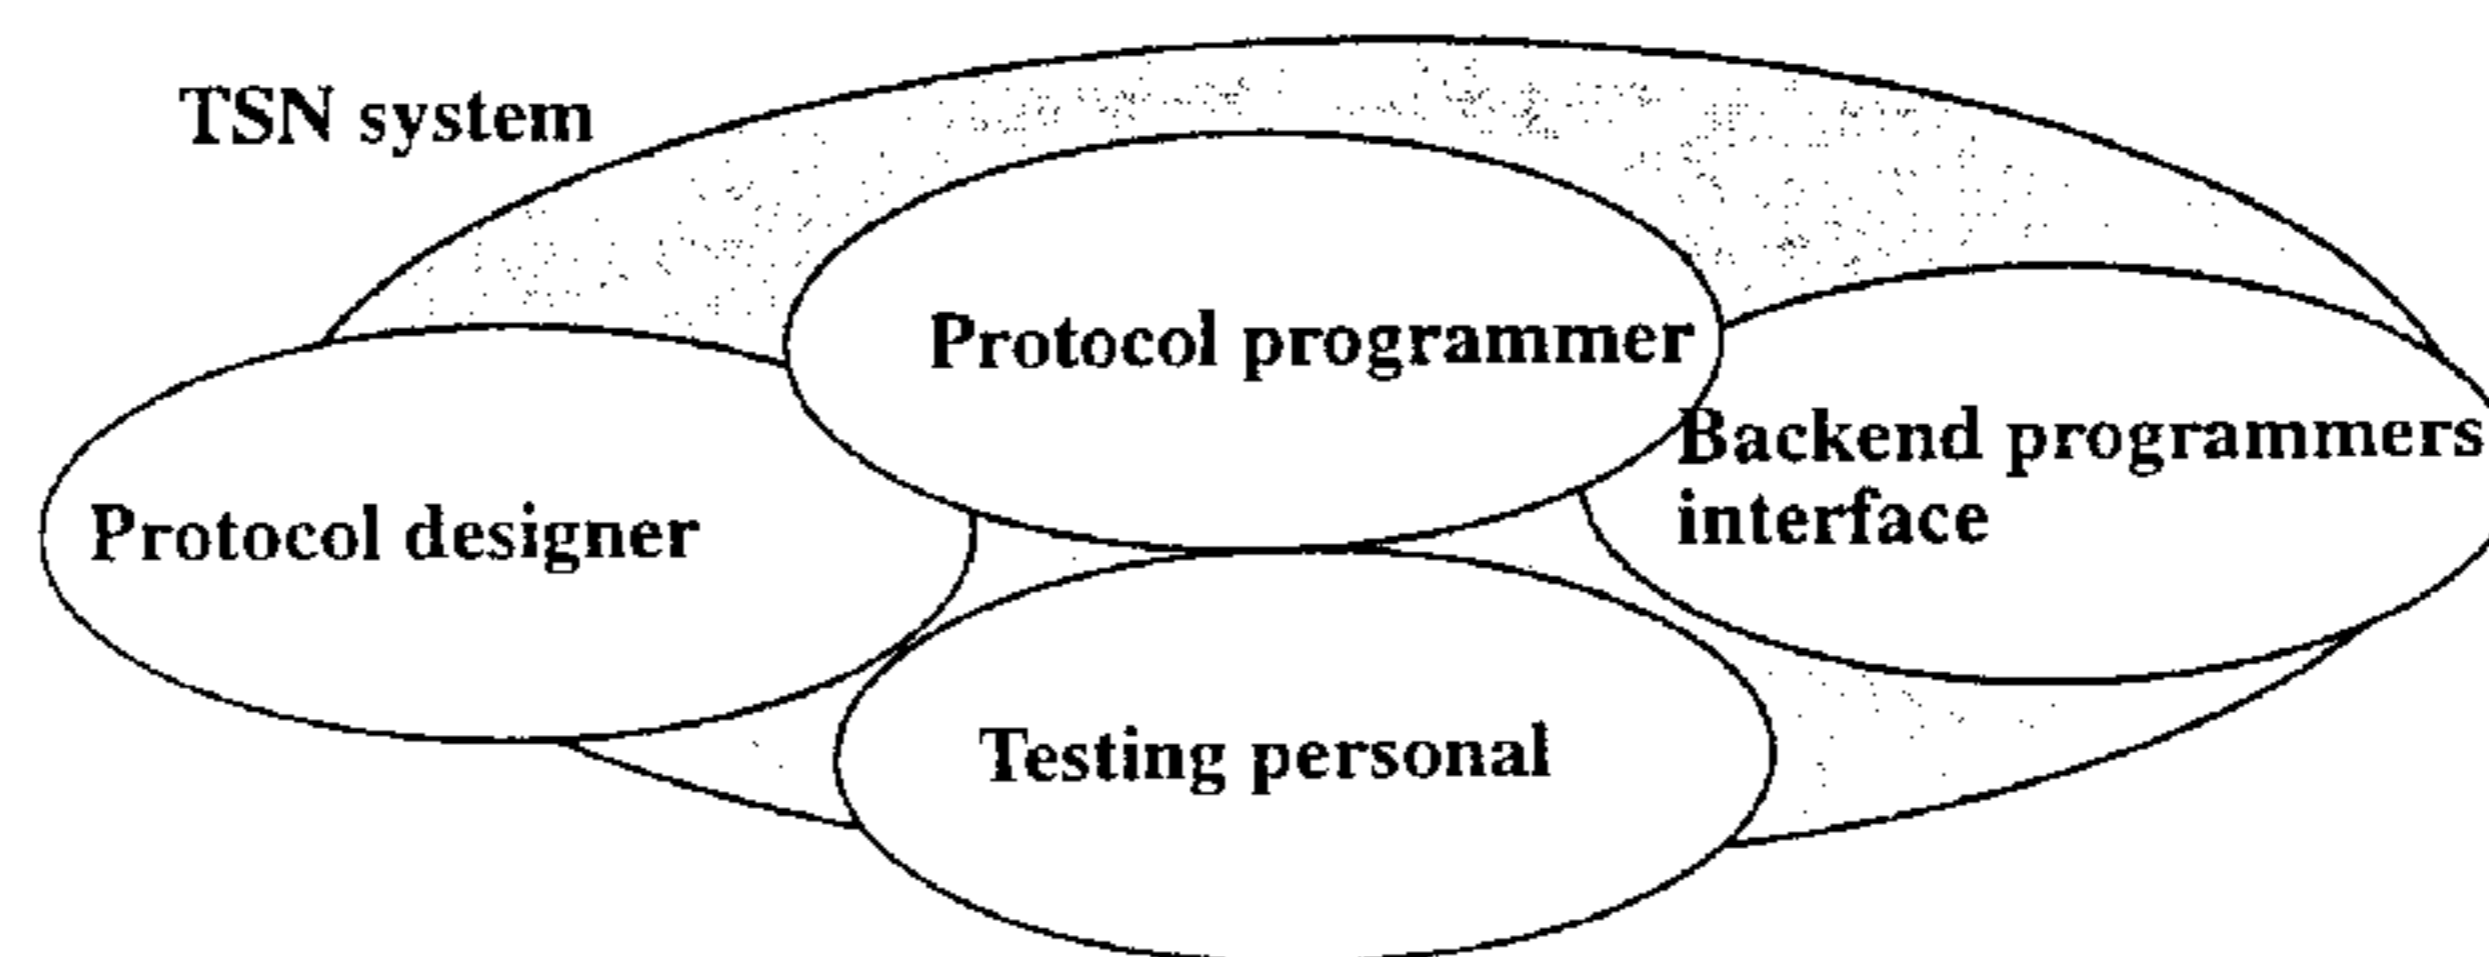 TSN system
Protocol programmer
Backend programmers
interface
Protocol designer
Testing personal